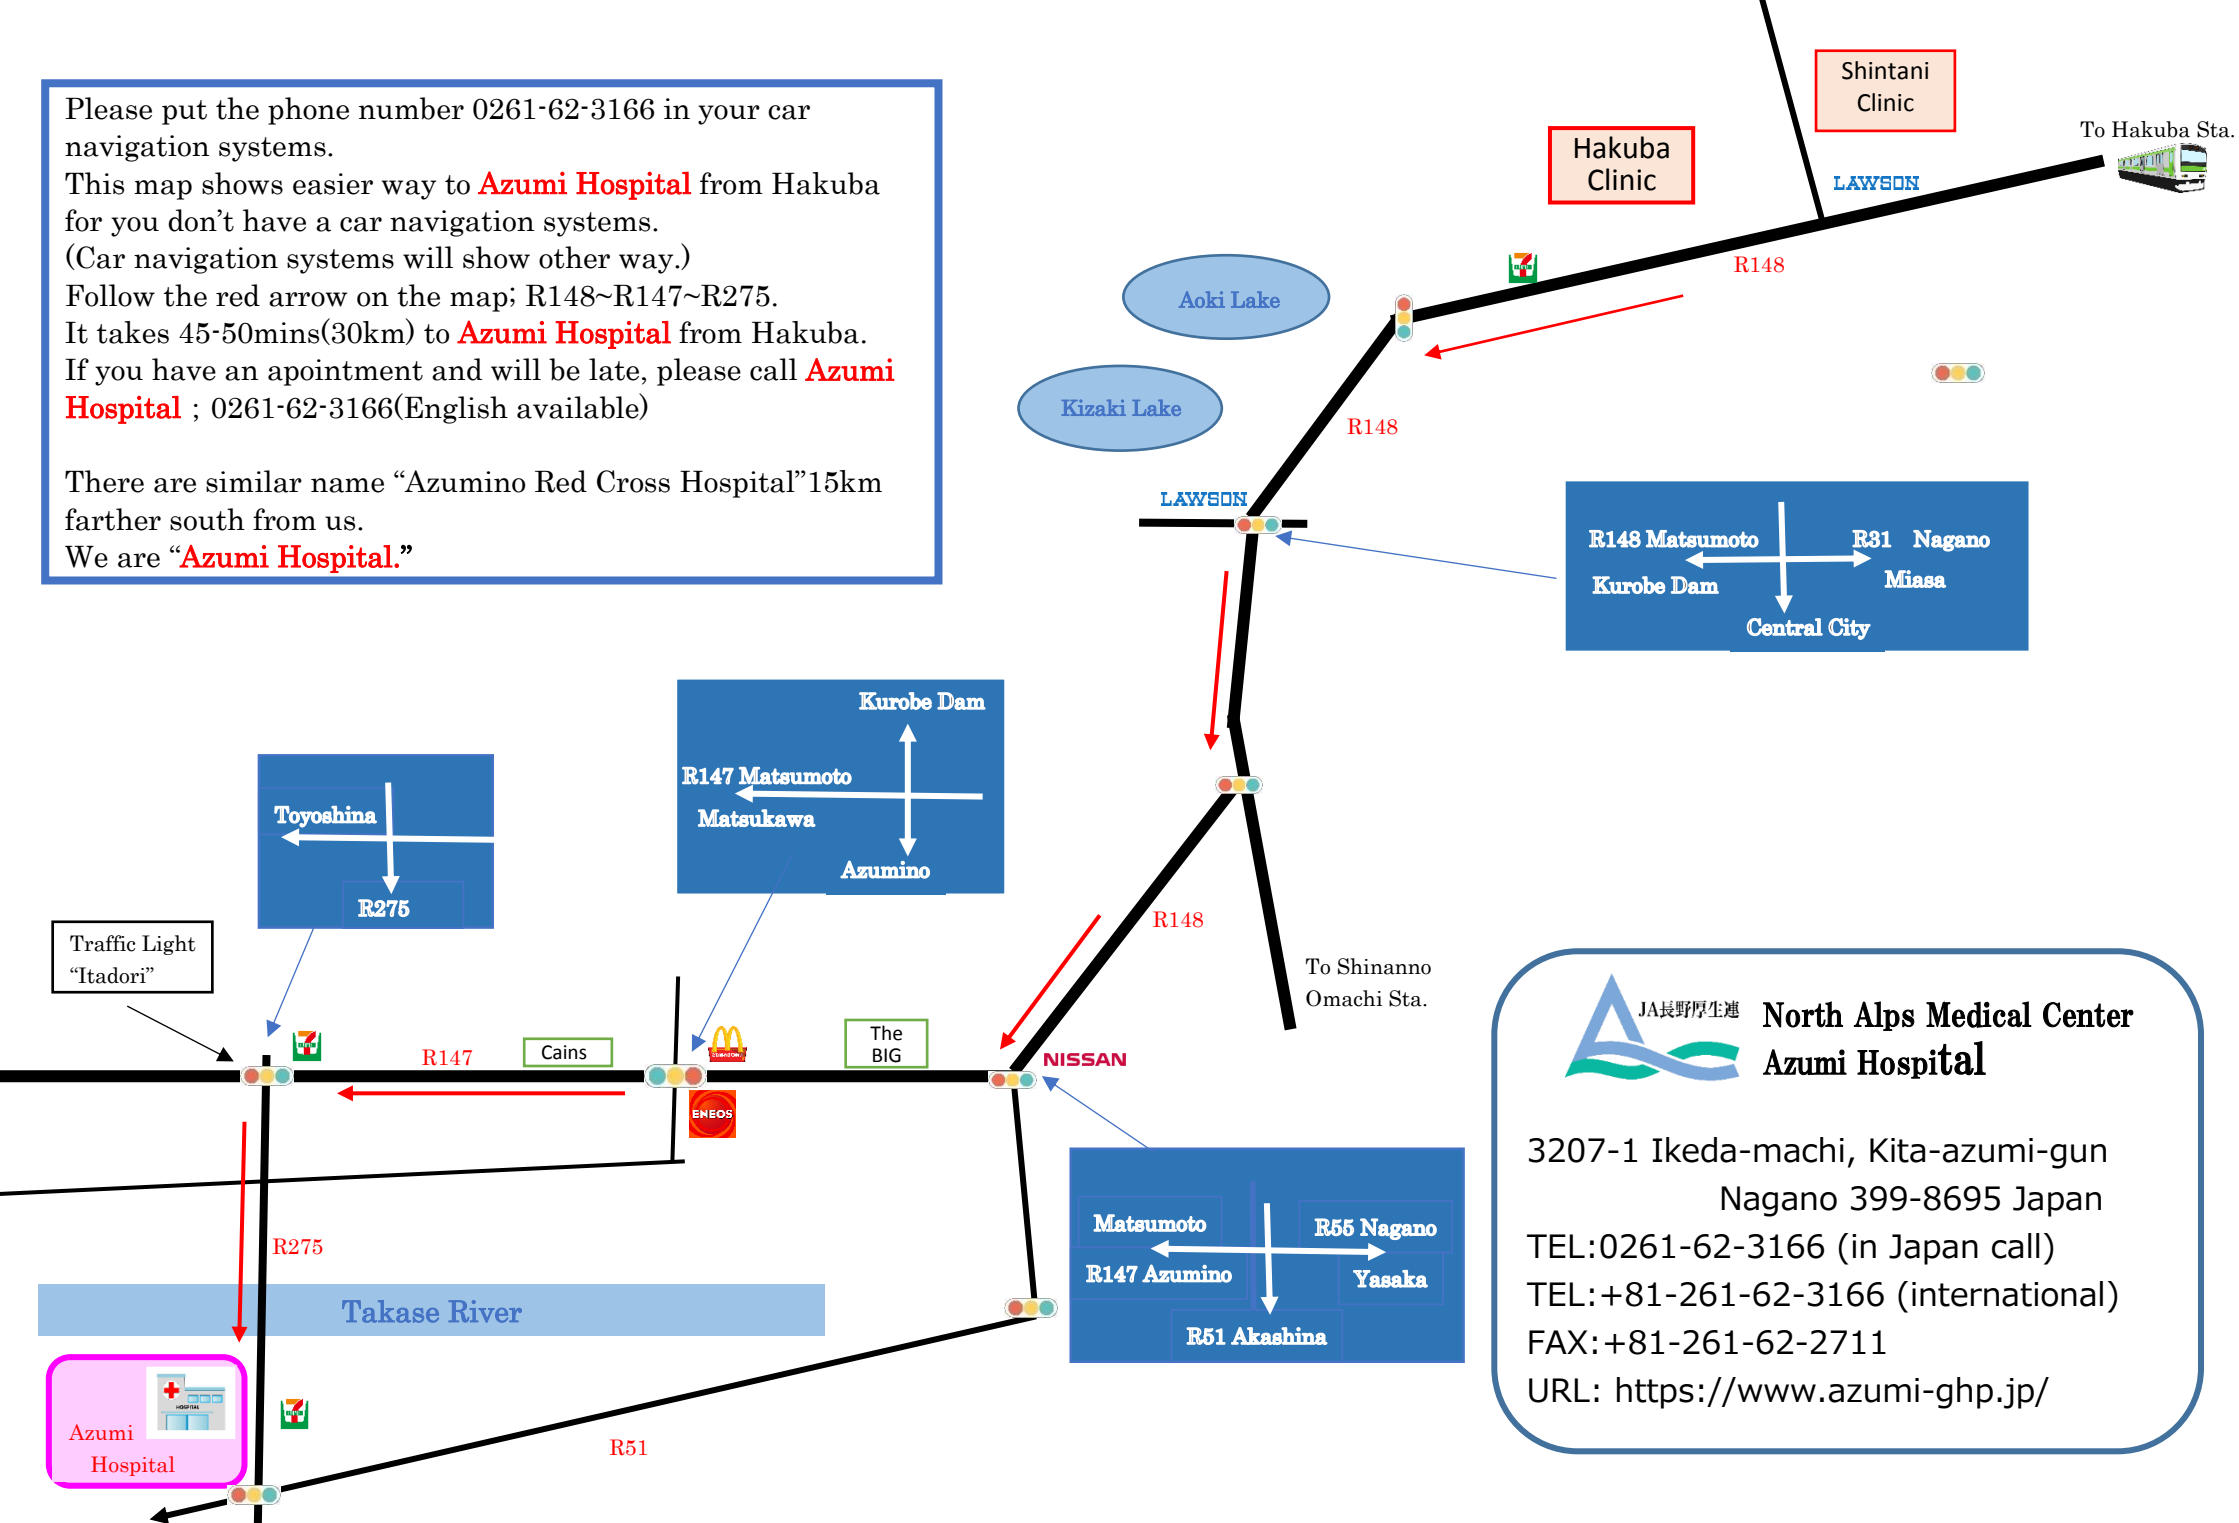 Please put the phone number 0261-62-3166 in your car
navigation systems.
This map shows easier way to Azumi Hospital from Hakuba
for you don't have a car navigation systems.
(Car navigation systems will show other way.)
Follow the red arrow on the map; R148~R147~R275.
It takes 45-50mins(30km) to Azumi Hospital from Hakuba.
If you have an apointment and will be late, please call Azumi
Hospital ; 0261-62-3166(English available)
There are similar name “Azumino Red Cross Hospital”15km
farther south from us.
We are “Azumi Hospital.”
Shintani
Clinic
To Hakuba Sta.
Hakuba
Clinic
LAWSON
R148
Aoki Lake
Kizaki Lake
R148
LAWSON
R148 Matsumoto
Kurobe Dam
R31 Nagano
Miasa
Central City
Kurobe Dam
R147 Matsumoto
Matsukawa
Azumino
Toyoshina
R275
Traffic Light
“Itadori”
R147
Cains
The
BIG
NISSAN
ENEOS
R148
To Shinanno
Omachi Sta.
Matsumoto
R147 Azumino
R55 Nagano
Yasaka
R51 Akashina
R275
Takase River
HOSPITAL
Azumi
Hospital
R51
JA長野厚生連
North Alps Medical Center
Azumi Hospital
3207-1 Ikeda-machi, Kita-azumi-gun
Nagano 399-8695 Japan
TEL:0261-62-3166 (in Japan call)
TEL:+81-261-62-3166 (international)
FAX:+81-261-62-2711
URL: https://www.azumi-ghp.jp/